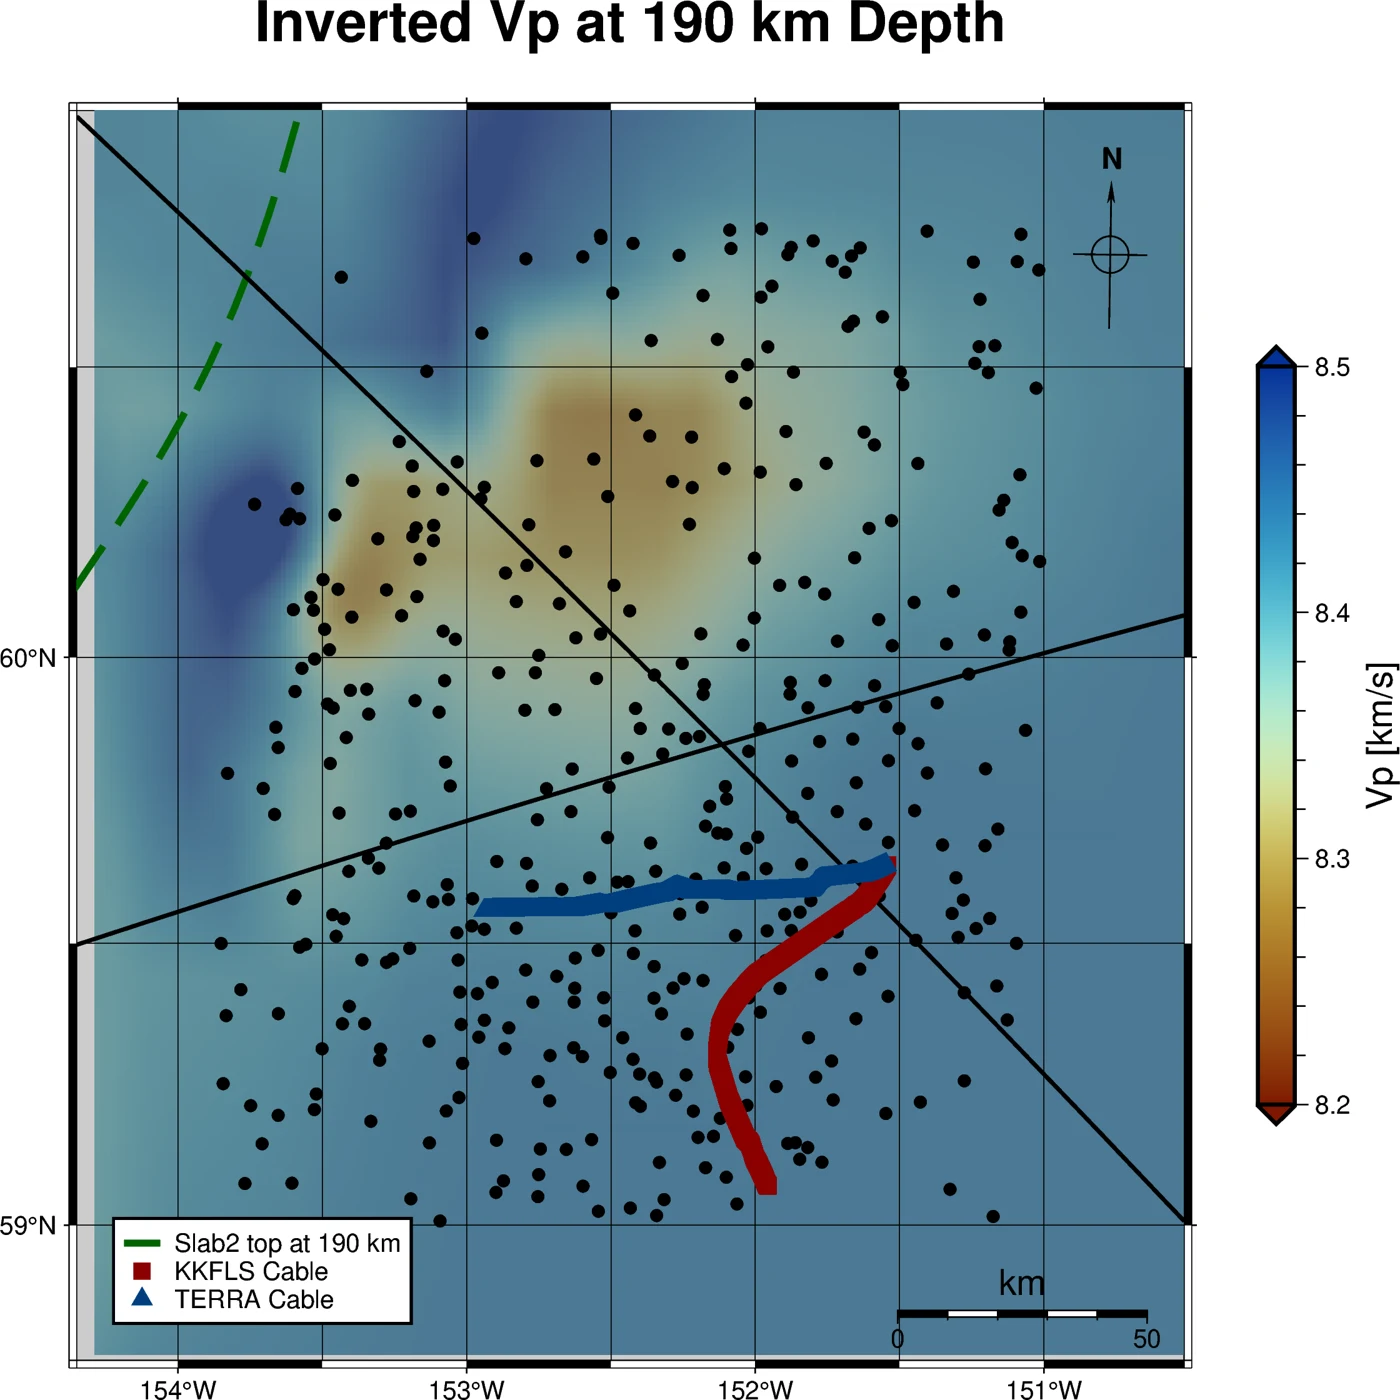 Inverted Vp at 190 km Depth
N
8.5
8.4
8.3
8.2
Vp [km/s]
60°N
59°N
Slab2 top at 190 km
KKFLS Cable
TERRA Cable
km
0 50
154°W 153°W 152°W 151°W